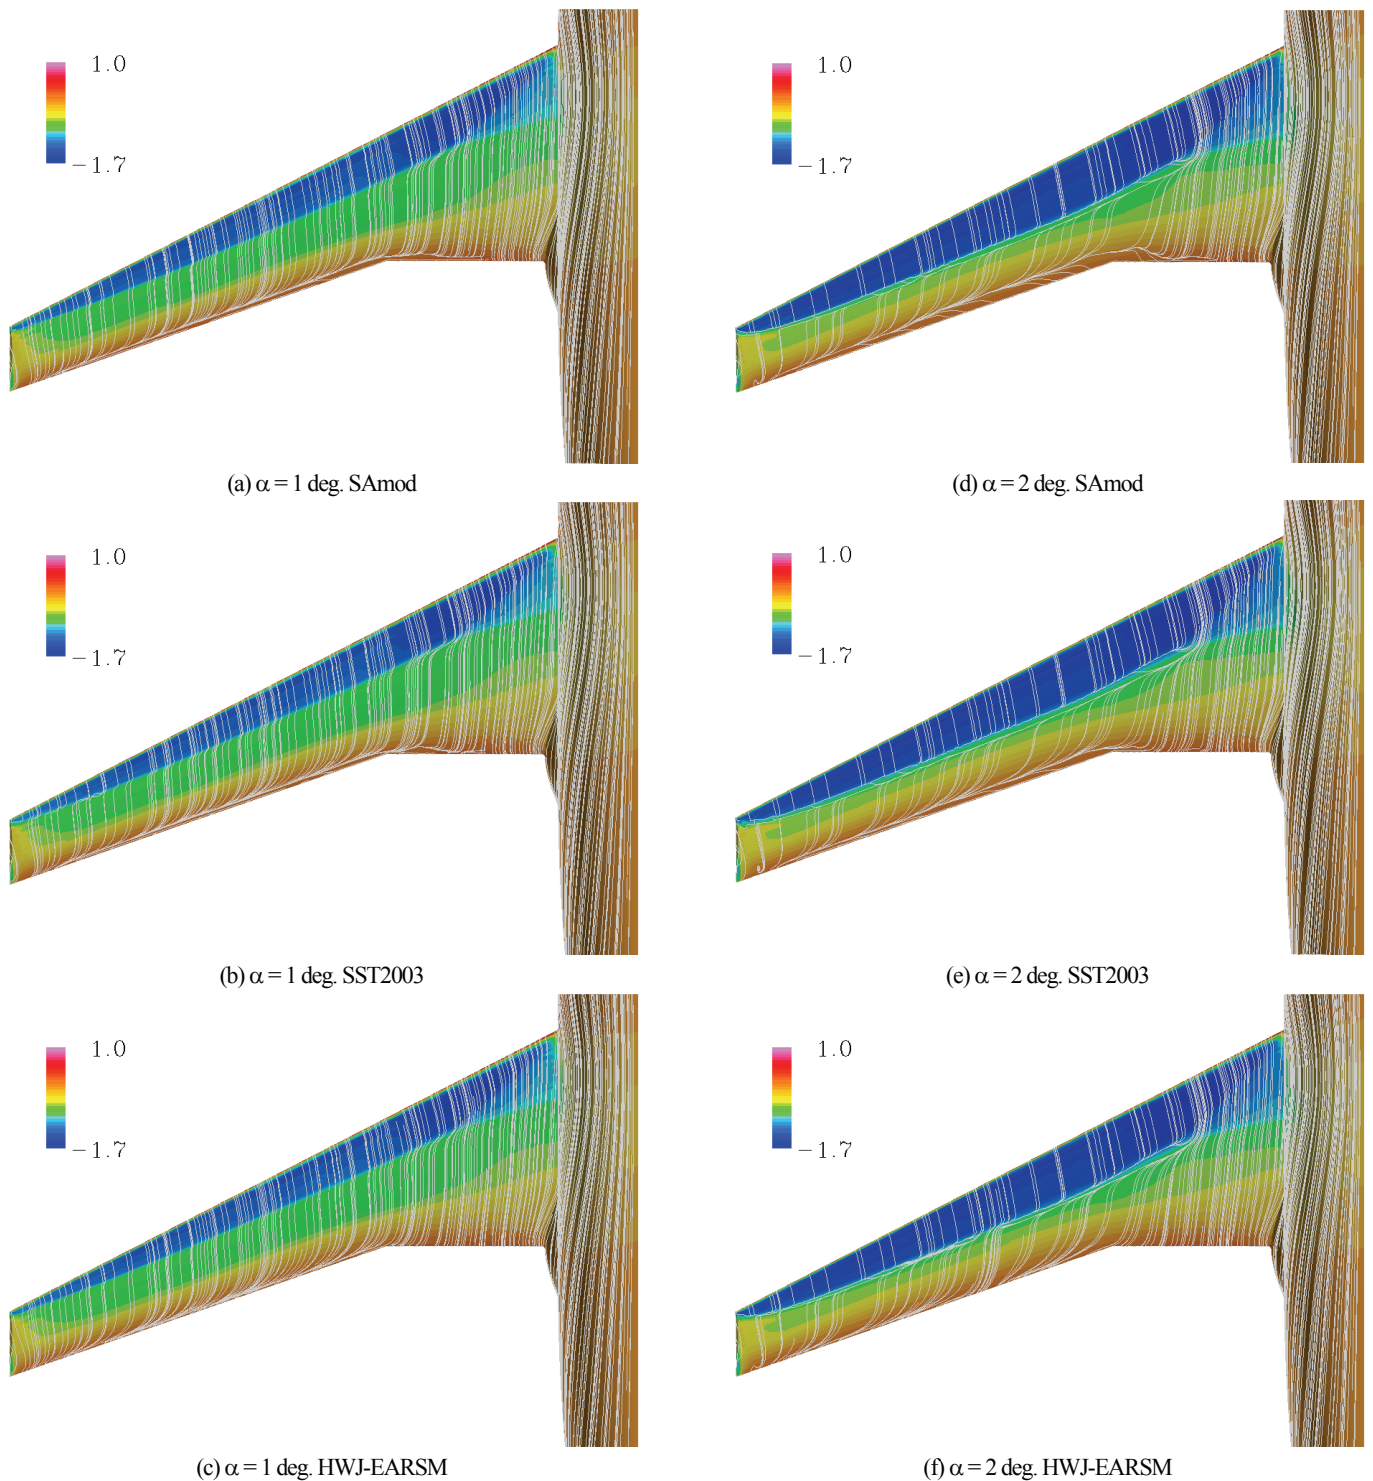 1.0
−1.7
1.0
−1.7
(a) α = 1 deg. SAmod
(d) α = 2 deg. SAmod
1.0
−1.7
1.0
−1.7
(b) α = 1 deg. SST2003
(e) α = 2 deg. SST2003
1.0
−1.7
1.0
−1.7
(c) α = 1 deg. HWJ-EARSM
(f) α = 2 deg. HWJ-EARSM